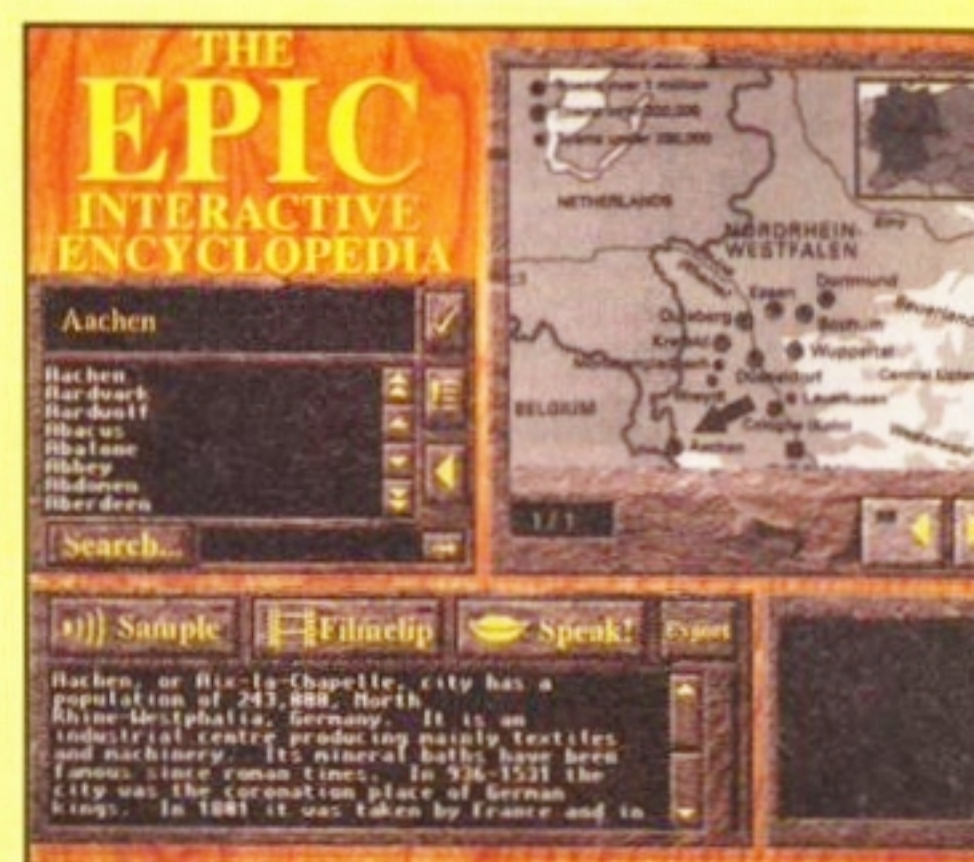 THE
EPIC
INTERACTIVE
ENCYCLOPEDIA
Aachen
Aachen
Aardvark
Aardwolf
Abacus
Abalone
Abbey
Abdomen
Aberdeen
Search...
NETHERLANDS
NORDRHEIN-
WESTFALEN
Dortmund
Essen
Bochum
Krefeld
Wuppertal
BELGIUM
Aachen
1/1
Sample
Filmclip
Speak!
Export
Aachen, or Aix-la-Chapelle, city has a
population of 243,000, North
Rhine-Westphalia, Germany. It is an
industrial centre producing mainly textiles
and machinery. Its mineral baths have been
famous since roman times. In 936-1531 the
city was the coronation place of German
kings. In 1801 it was taken by France and in